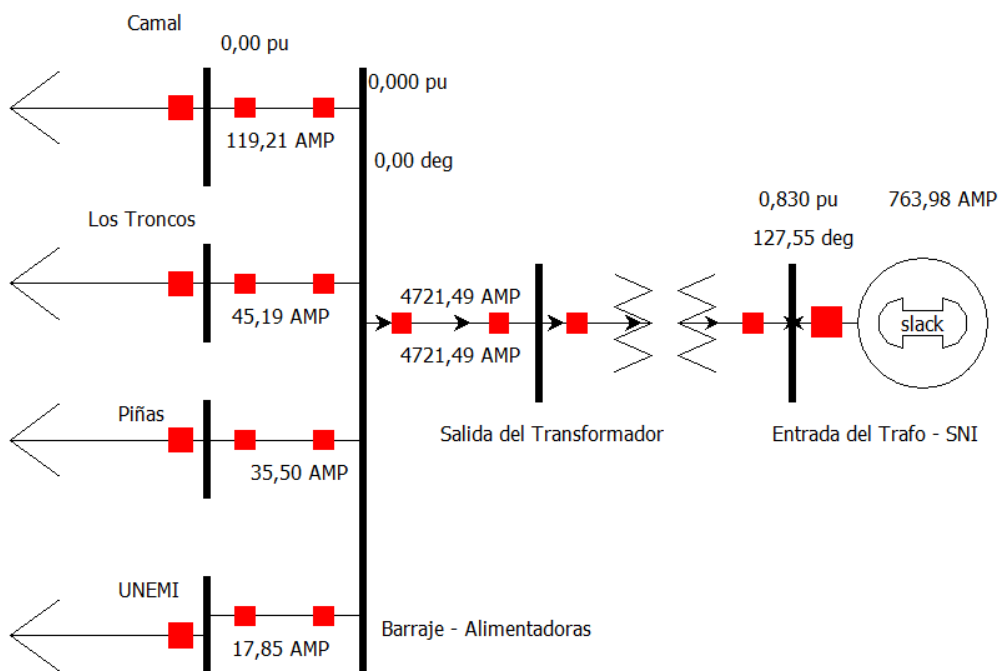 Camal
0,00 pu
0,000 pu
119,21 AMP
0,00 deg
Los Troncos
0,830 pu
763,98 AMP
127,55 deg
4721,49 AMP
45,19 AMP
slack
4721,49 AMP
Piñas
Salida del Transformador
Entrada del Trafo - SNI
35,50 AMP
UNEMI
Barraje - Alimentadoras
17,85 AMP